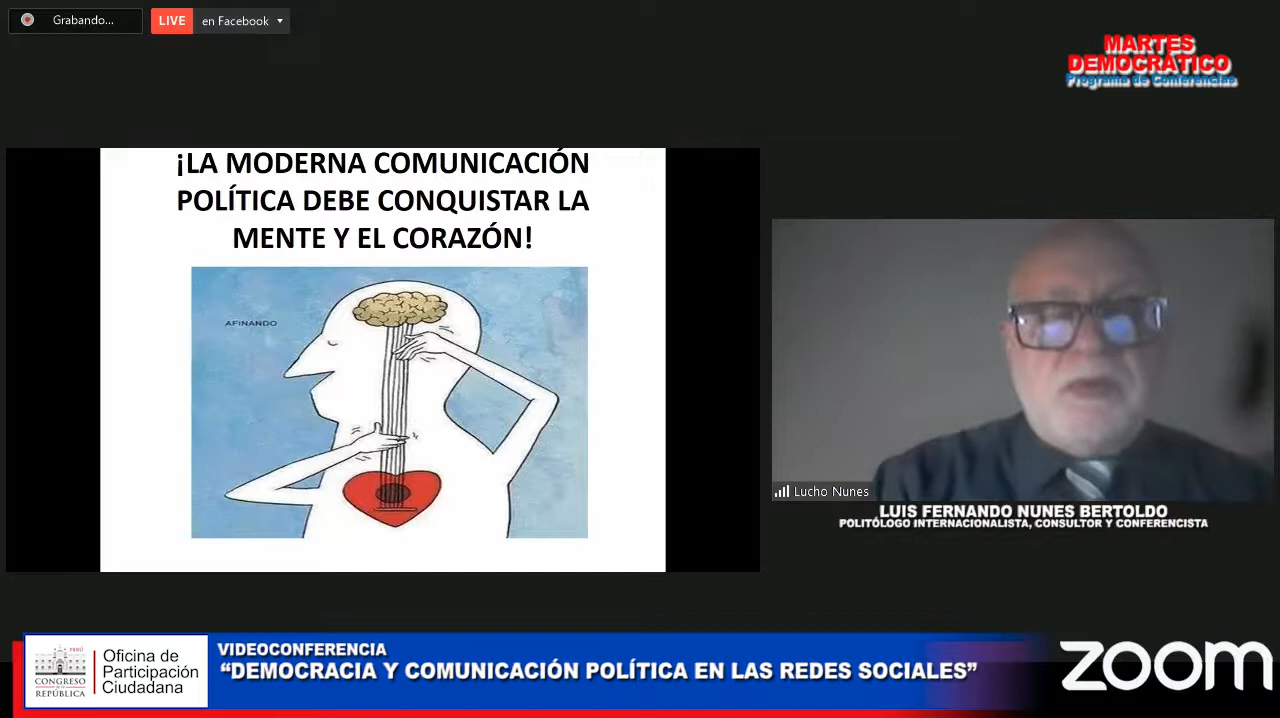 Grabando...
LIVE
en Facebook
MARTES
DEMOCRÁTICO
Programa de Conferencias
¡LA MODERNA COMUNICACIÓN
POLÍTICA DEBE CONQUISTAR LA
MENTE Y EL CORAZÓN!
AFINANDO
Lucho Nunes
LUIS FERNANDO NUNES BERTOLDO
POLITÓLOGO INTERNACIONALISTA, CONSULTOR Y CONFERENCISTA
PERÚ
CONGRESO
de la
REPÚBLICA
Oficina de
Participación
Ciudadana
VIDEOCONFERENCIA
“DEMOCRACIA Y COMUNICACIÓN POLÍTICA EN LAS REDES SOCIALES”
zoom